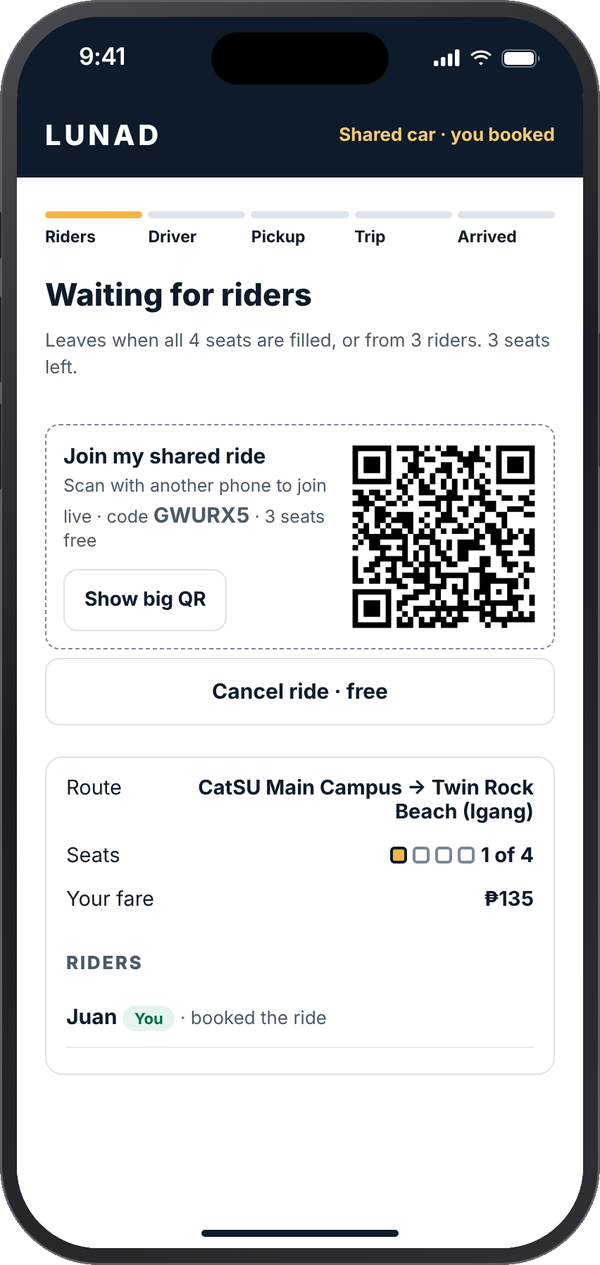 9:41
LUNAD
Shared car · you booked
Riders
Driver
Pickup
Trip
Arrived
Waiting for riders
Leaves when all 4 seats are filled, or from 3 riders. 3 seats
left.
Join my shared ride
Scan with another phone to join
live · code GWURX5 · 3 seats
free
Show big QR
Cancel ride · free
Route
CatSU Main Campus → Twin Rock
Beach (Igang)
Seats
1 of 4
Your fare
₱135
RIDERS
Juan You · booked the ride